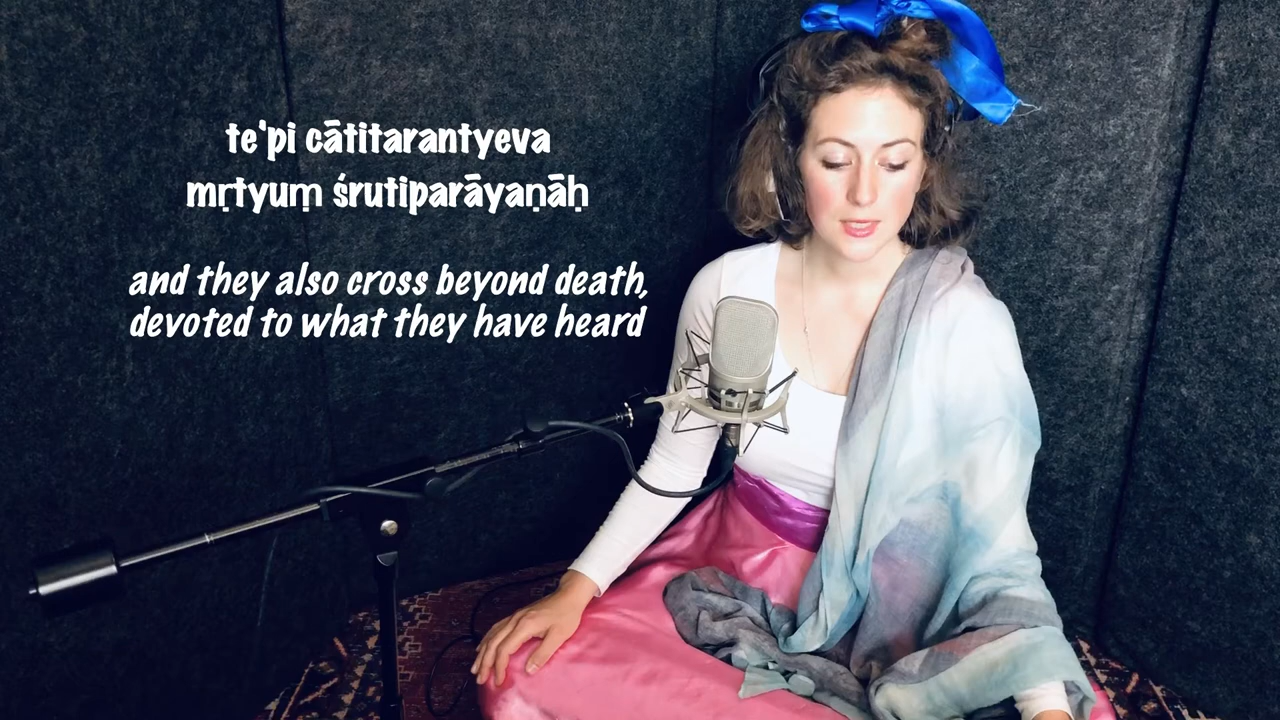 te'pi cātitarantyeva
mṛtyuṃ śrutiparāyaṇāḥ
and they also cross beyond death,
devoted to what they have heard